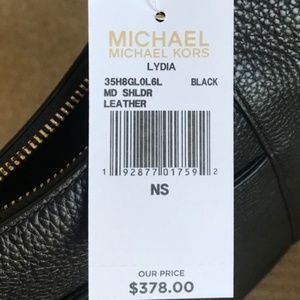 MICHAEL
MICHAEL KORS
LYDIA
35H8GL0L6L BLACK
MD SHLDR
LEATHER
1 92877 01759 2
NS
OUR PRICE
$378.00